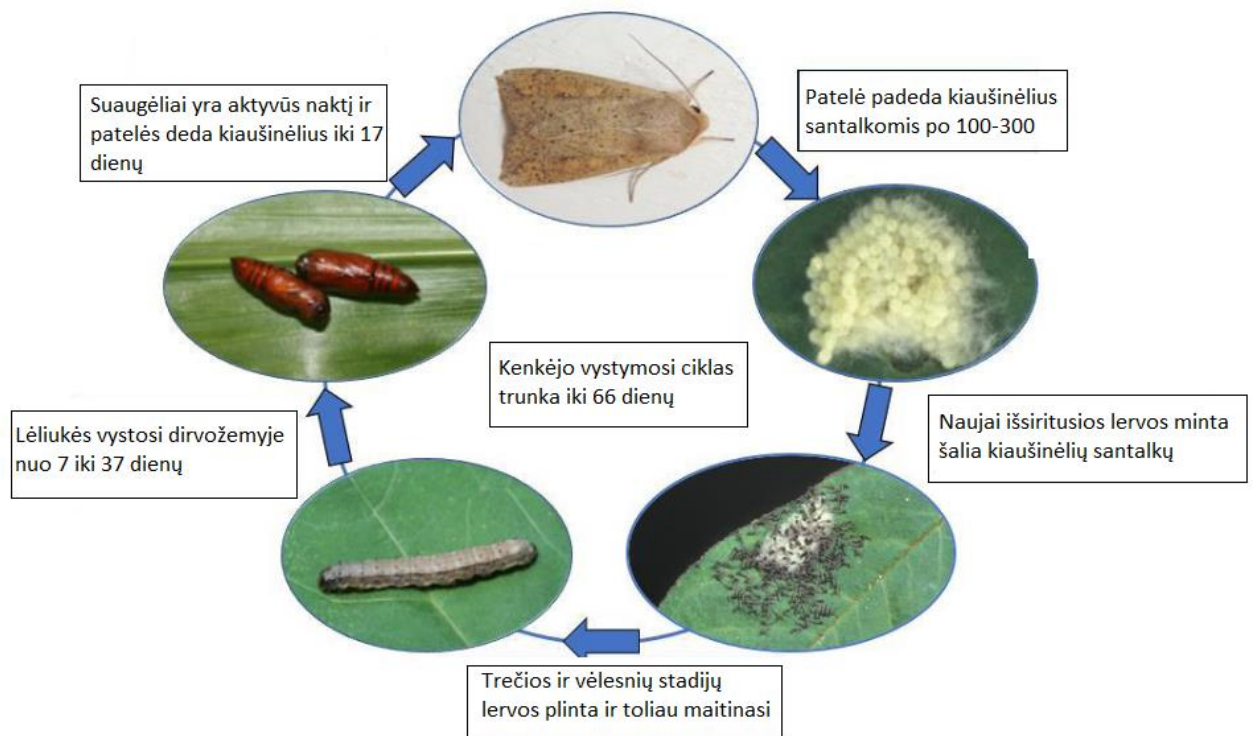 Suaugėliai yra aktyvūs naktį ir
patelės deda kiaušinėlius iki 17
dienų
Patelė padeda kiaušinėlius
santalkomis po 100-300
Kenkėjo vystymosi ciklas
trunka iki 66 dienų
Naujai išsiritusios lervos minta
šalia kiaušinėlių santalkų
Lėliukės vystosi dirvožemyje
nuo 7 iki 37 dienų
Trečios ir vėlesnių stadijų
lervos plinta ir toliau maitinasi